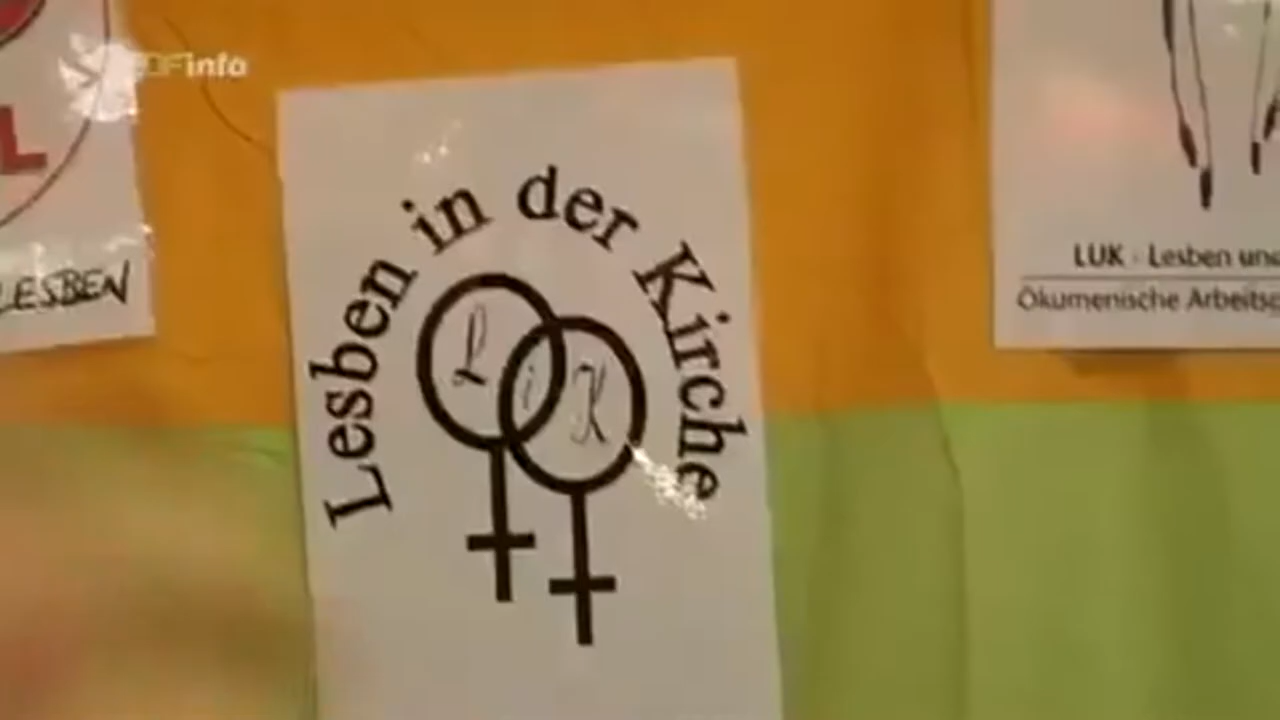 ZDFinfo
L
LESBEN
Lesben in der Kirche
L i K
LUK - Lesben und
Ökumenische Arbeitsg